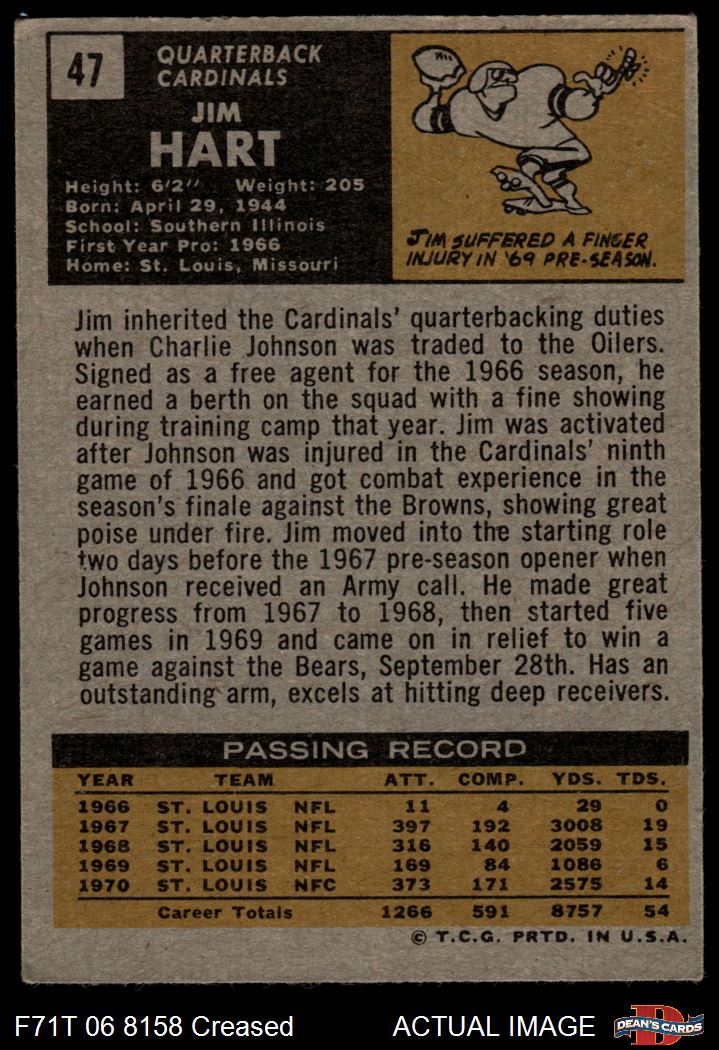 47
QUARTERBACK
CARDINALS
JIM
HART
Height: 6'2" Weight: 205
Born: April 29, 1944
School: Southern Illinois
First Year Pro: 1966
Home: St. Louis, Missouri
JIM SUFFERED A FINGER
INJURY IN '69 PRE-SEASON.
Jim inherited the Cardinals' quarterbacking duties
when Charlie Johnson was traded to the Oilers.
Signed as a free agent for the 1966 season, he
earned a berth on the squad with a fine showing
during training camp that year. Jim was activated
after Johnson was injured in the Cardinals' ninth
game of 1966 and got combat experience in the
season's finale against the Browns, showing great
poise under fire. Jim moved into the starting role
two days before the 1967 pre-season opener when
Johnson received an Army call. He made great
progress from 1967 to 1968, then started five
games in 1969 and came on in relief to win a
game against the Bears, September 28th. Has an
outstanding arm, excels at hitting deep receivers.
PASSING RECORD
YEAR TEAM ATT. COMP. YDS. TDS.
1966 ST. LOUIS NFL 11 4 29 0
1967 ST. LOUIS NFL 397 192 3008 19
1968 ST. LOUIS NFL 316 140 2059 15
1969 ST. LOUIS NFL 169 84 1086 6
1970 ST. LOUIS NFC 373 171 2575 14
Career Totals 1266 591 8757 54
© T.C.G. PRTD. IN U.S.A.
F71T 06 8158 Creased ACTUAL IMAGE
D
DEAN'S CARDS